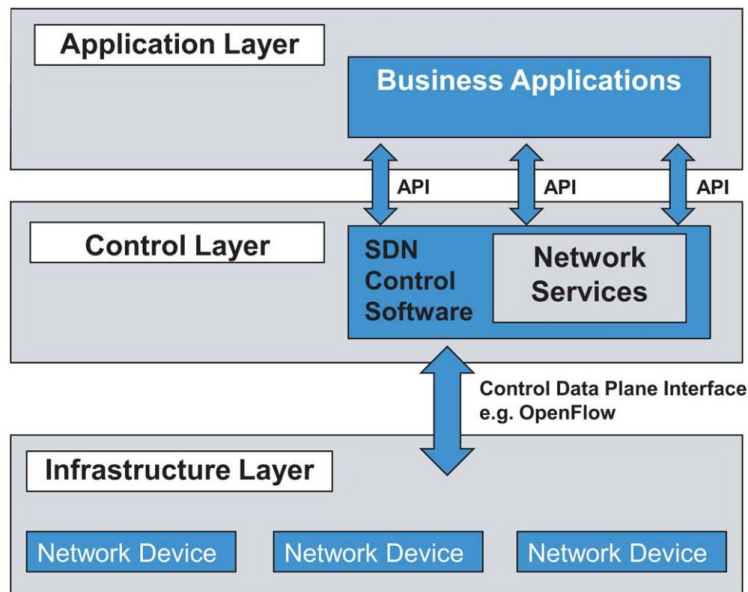 Application Layer
Business Applications
API
API
API
Control Layer
SDN
Control
Software
Network
Services
Control Data Plane Interface
e.g. OpenFlow
Infrastructure Layer
Network Device
Network Device
Network Device